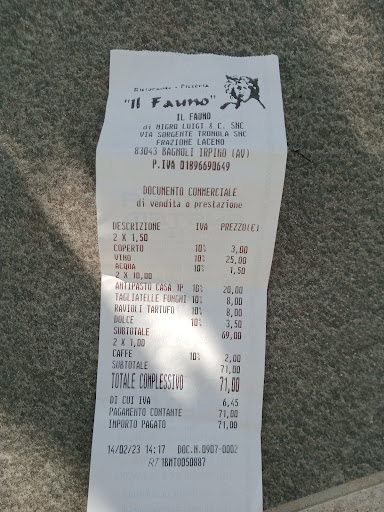 Ristorante - Pizzeria
"Il Fauno"
IL FAUNO
di NIGRO LUIGI & C. SNC
VIA SORGENTE TRONOLA SNC
FRAZIONE LACENO
83043 BAGNOLI IRPINO (AV)
P.IVA 01896690649
DOCUMENTO COMMERCIALE
di vendita o prestazione
DESCRIZIONE IVA PREZZO(€)
2 X 1,50
COPERTO 10% 3,00
VINO 10% 25,00
ACQUA 10% 1,50
2 X 10,00
ANTIPASTO CASA 1P 10% 20,00
TAGLIATELLE FUNGHI 10% 8,00
RAVIOLI TARTUFO 10% 8,00
DOLCE 10% 3,50
SUBTOTALE 69,00
2 X 1,00
CAFFE 10% 2,00
SUBTOTALE 71,00
TOTALE COMPLESSIVO 71,00
DI CUI IVA 6,45
PAGAMENTO CONTANTE 71,00
IMPORTO PAGATO 71,00
14/02/23 14:17 DOC.N.0907-0002
RT 1BMT0050887